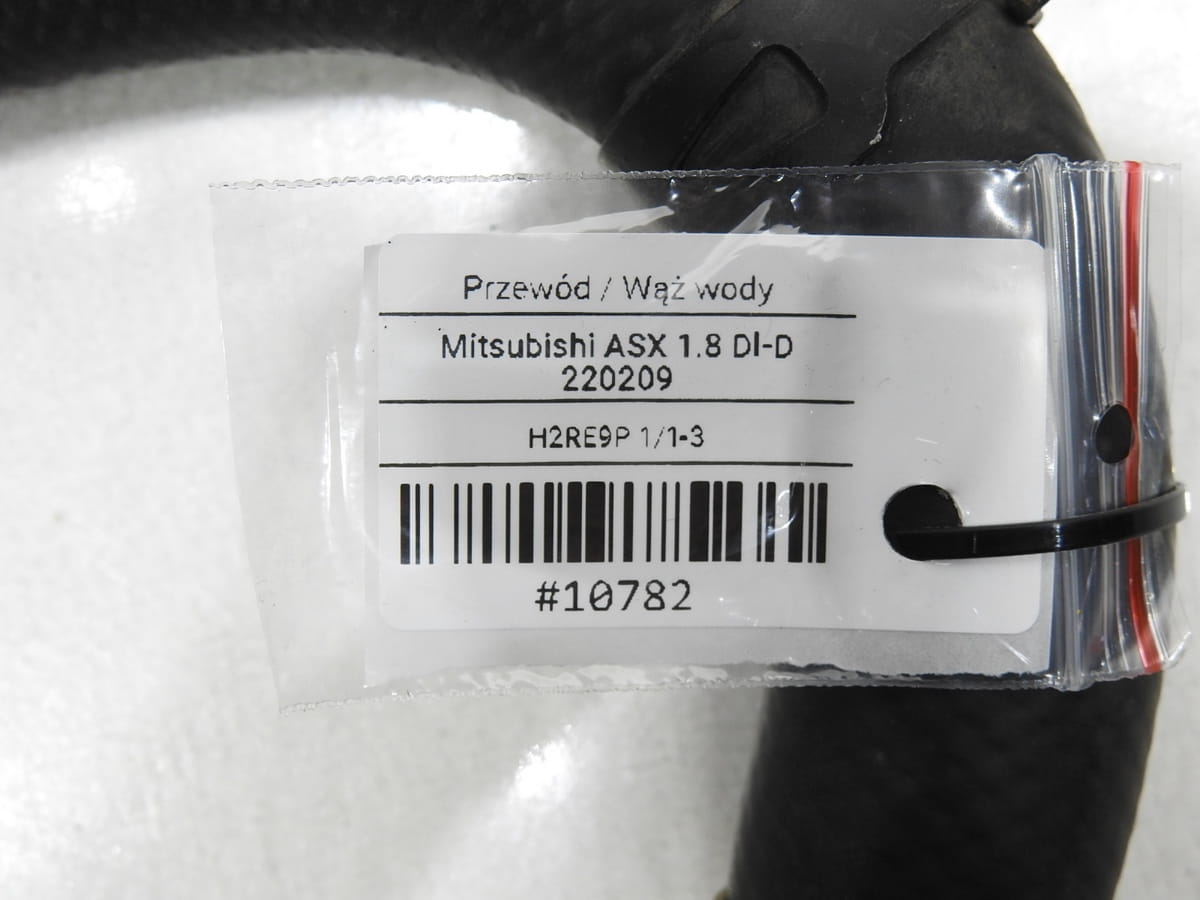 Przewód / Wąż wody
Mitsubishi ASX 1.8 DI-D
220209
H2RE9P 1/1-3
#10782